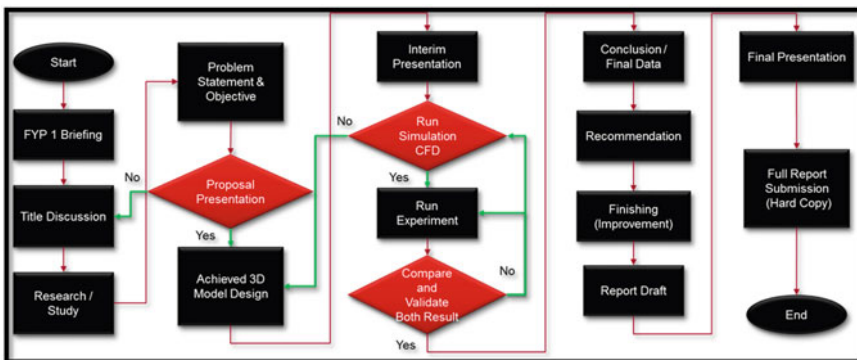 Start
FYP 1 Briefing
No
Title Discussion
Research /
Study
Problem
Statement &
Objective
Proposal
Presentation
Yes
Achieved 3D
Model Design
Interim
Presentation
No
Run
Simulation
CFD
Yes
Run
Experiment
No
Compare
and
Validate
Both Result
Yes
Conclusion /
Final Data
Recommendation
Finishing
(Improvement)
Report Draft
Final Presentation
Full Report
Submission
(Hard Copy)
End